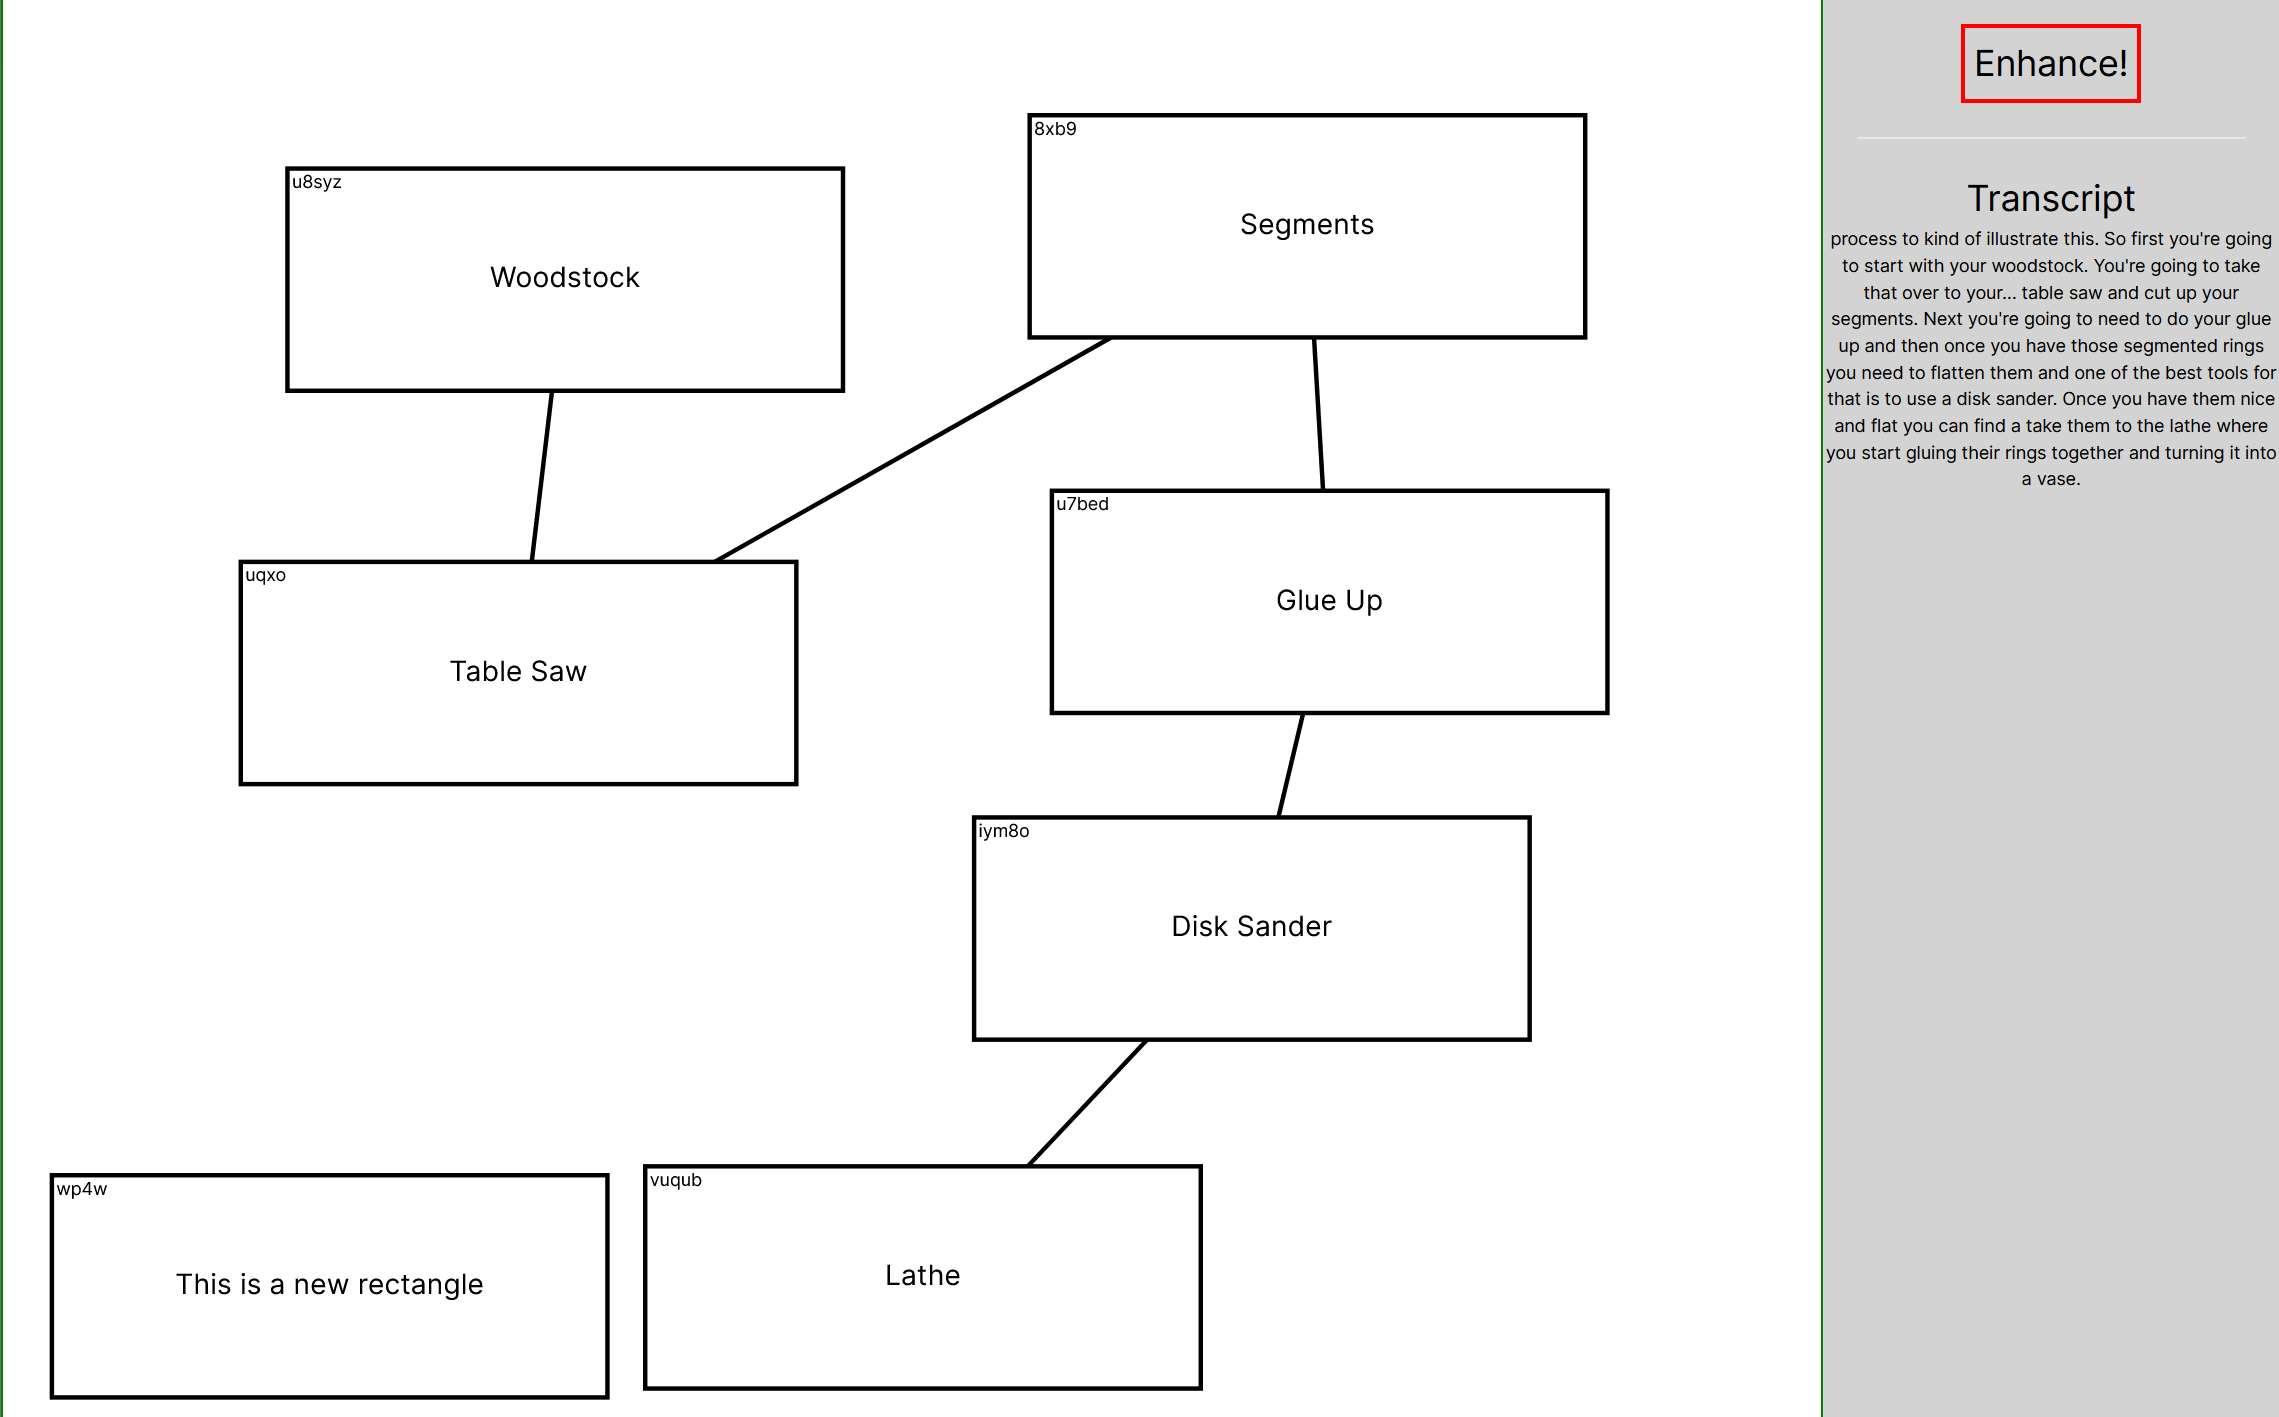 u8syz
Woodstock
8xb9
Segments
uqxo
Table Saw
u7bed
Glue Up
iym8o
Disk Sander
wp4w
This is a new rectangle
vuqub
Lathe
Enhance!
Transcript
process to kind of illustrate this. So first you're going
to start with your woodstock. You're going to take
that over to your... table saw and cut up your
segments. Next you're going to need to do your glue
up and then once you have those segmented rings
you need to flatten them and one of the best tools for
that is to use a disk sander. Once you have them nice
and flat you can find a take them to the lathe where
you start gluing their rings together and turning it into
a vase.